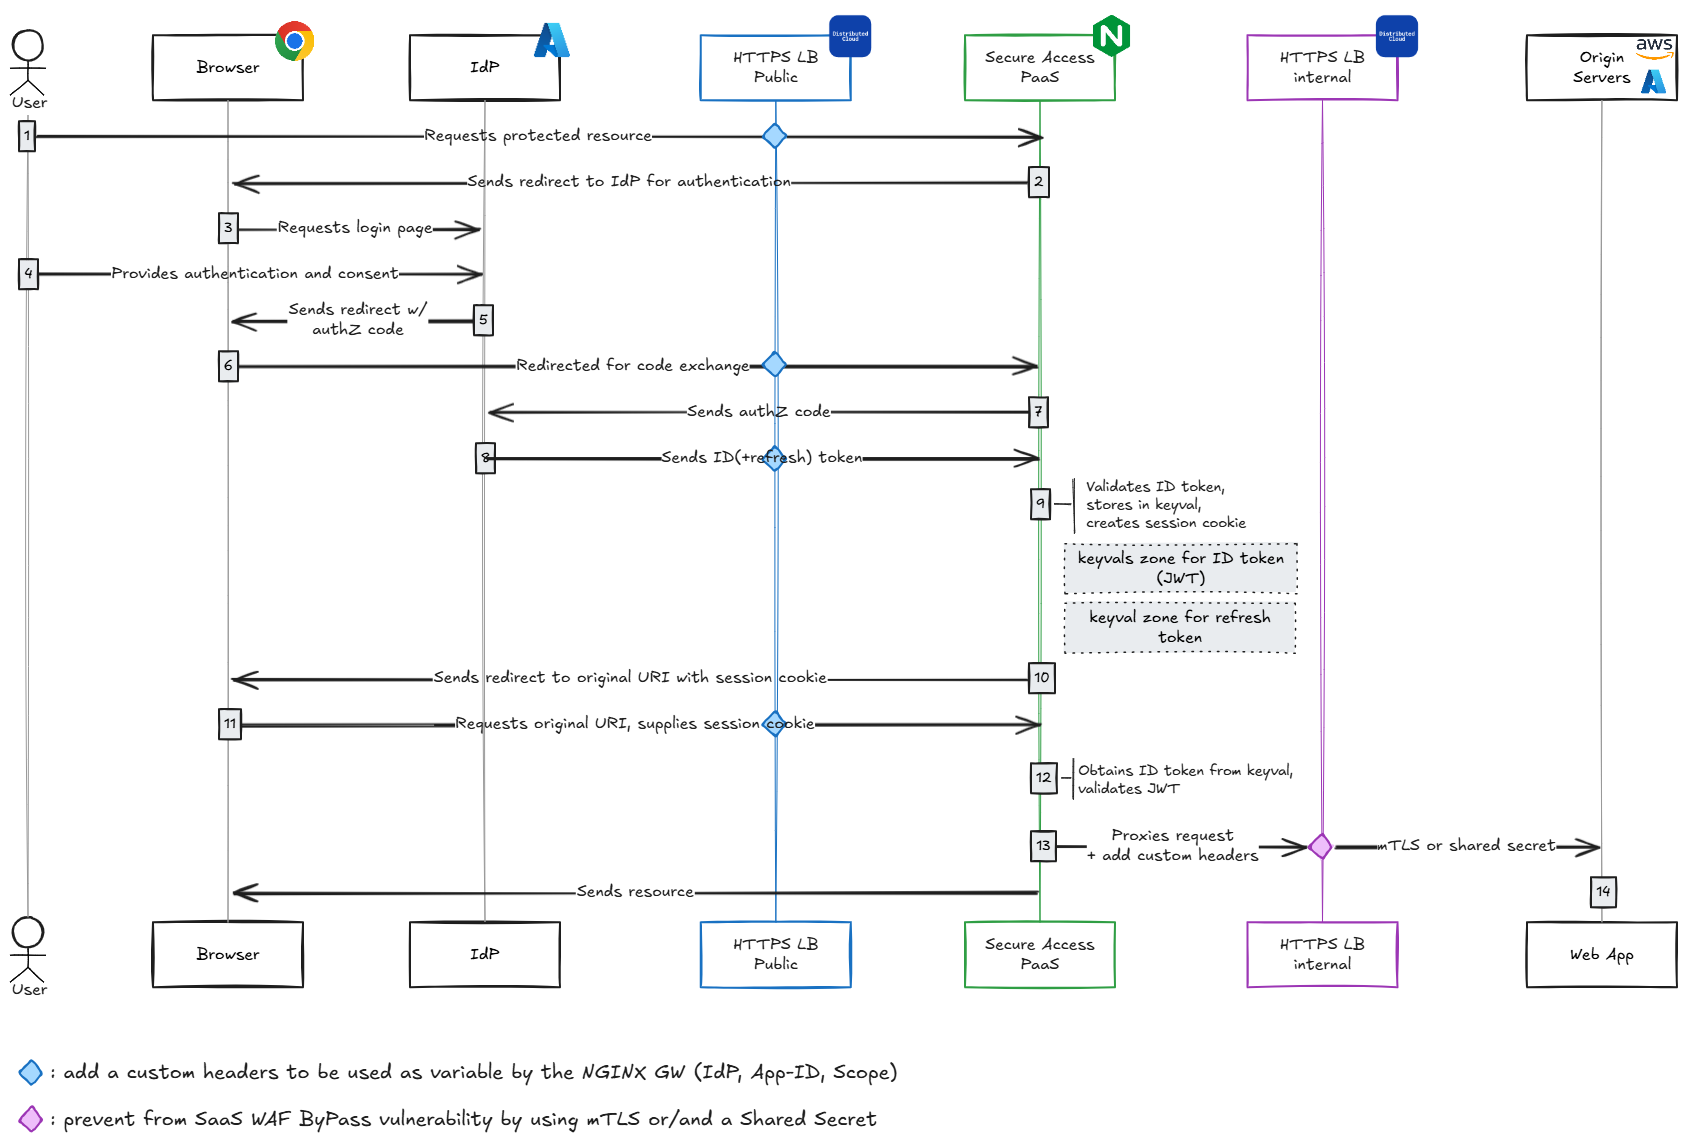 User
Browser
IdP
Distributed
Cloud
HTTPS LB
Public
Secure Access
PaaS
N
Distributed
Cloud
HTTPS LB
internal
aws
Origin
Servers
1
Requests protected resource
Sends redirect to IdP for authentication
2
3
Requests login page
4
Provides authentication and consent
Sends redirect w/
authZ code
5
6
Redirected for code exchange
Sends authZ code
7
8
Sends ID(+refresh) token
9
Validates ID token,
stores in keyval,
creates session cookie
keyvals zone for ID token
(JWT)
keyval zone for refresh
token
Sends redirect to original URI with session cookie
10
11
Requests original URI, supplies session cookie
12
Obtains ID token from keyval,
validates JWT
13
Proxies request
+ add custom headers
mTLS or shared secret
Sends resource
14
User
Browser
IdP
HTTPS LB
Public
Secure Access
PaaS
HTTPS LB
internal
Web App
: add a custom headers to be used as variable by the NGINX GW (IdP, App-ID, Scope)
: prevent from SaaS WAF ByPass vulnerability by using mTLS or/and a Shared Secret